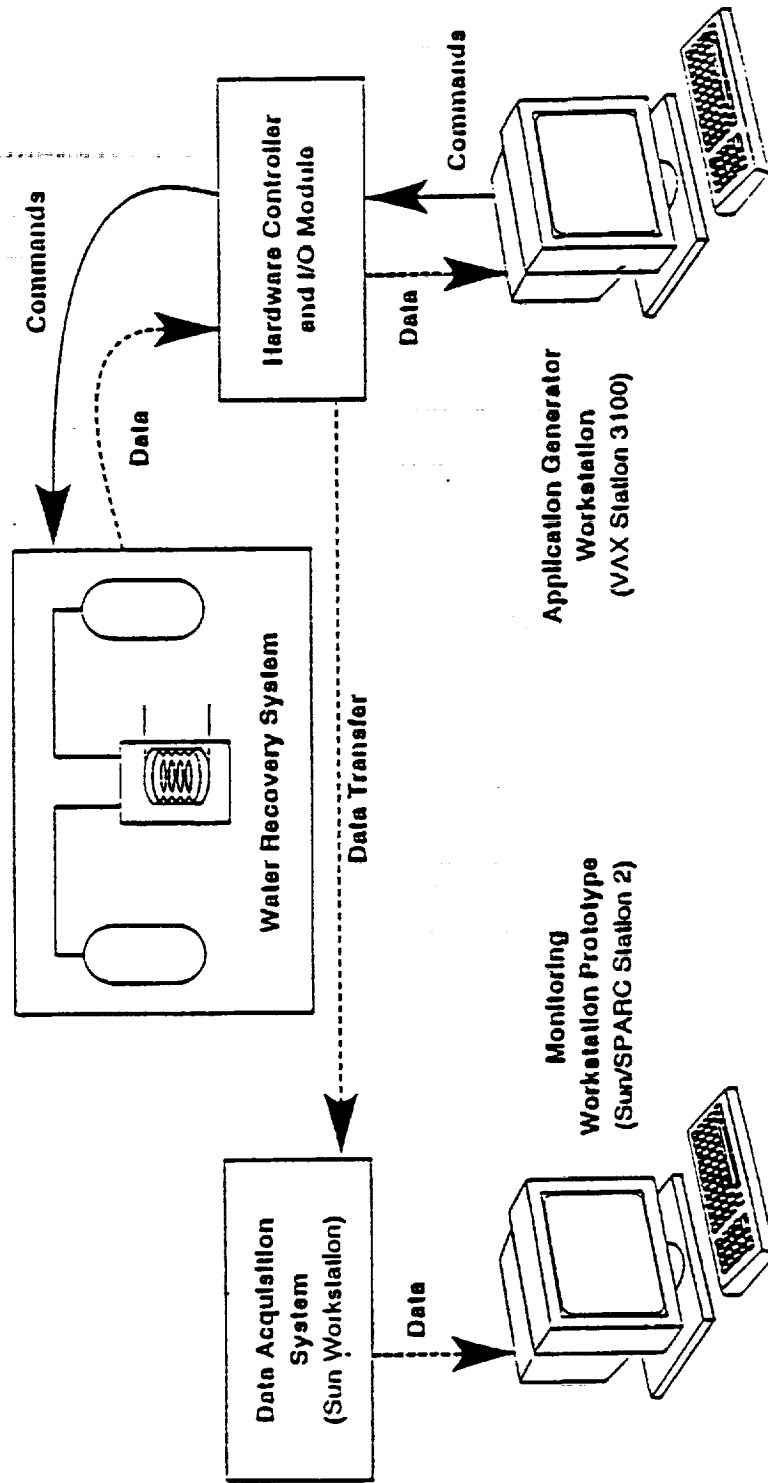 Water Recovery System
Commands
Data
Hardware Controller
and I/O Module
Data Transfer
Data Acquisition
System
(Sun Workstation)
Data
Data
Commands
Monitoring
Workstation Prototype
(Sun/SPARC Station 2)
Application Generator
Workstation
(VAX Station 3100)